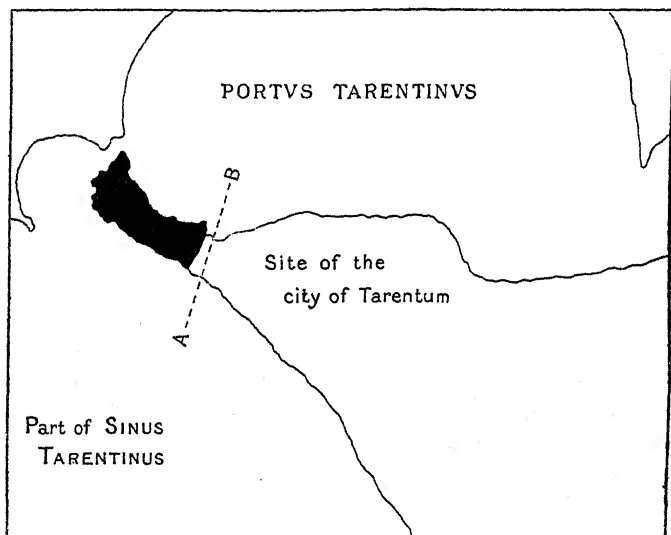 PORTVS TARENTINVS
B
Site of the
city of Tarentum
A
Part of SINUS
TARENTINUS